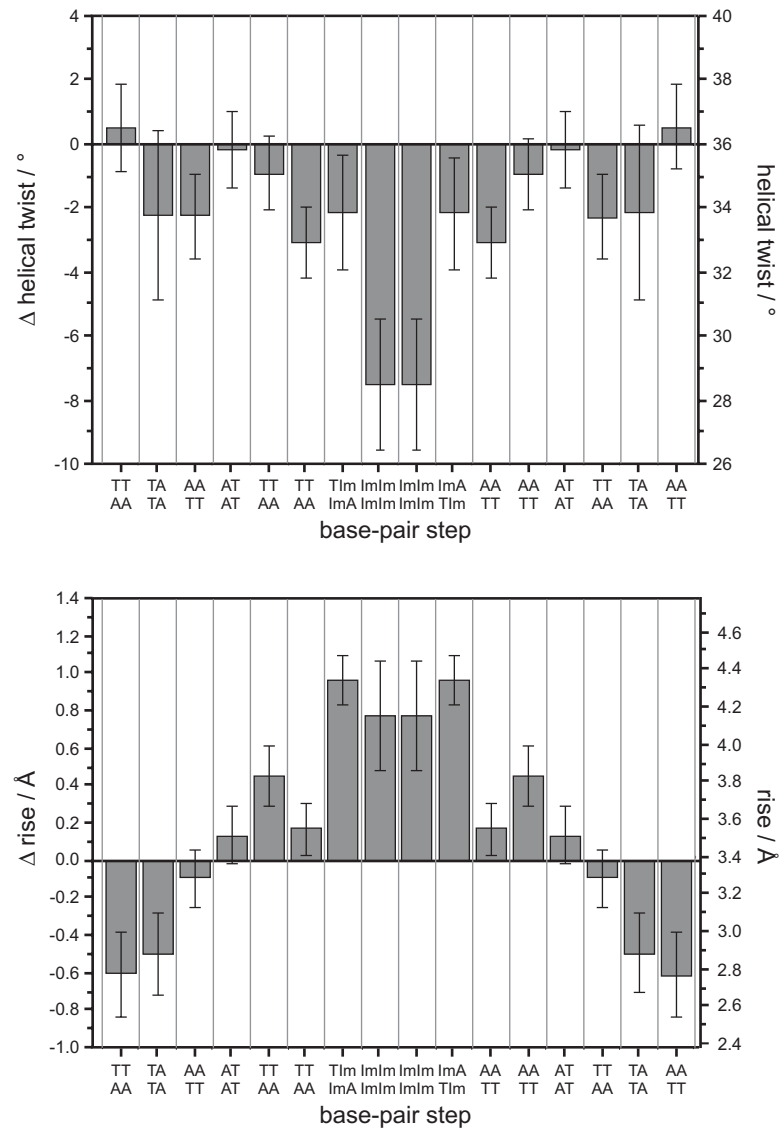 4 40
2 38
0 36
-2 34
-4 32
-6 30
-8 28
-10 26
Δ helical twist / °
helical twist / °
TT TA AA AT TT TT TIm ImIm ImIm ImA AA AA AT TT TA AA
AA TA TT AT AA AA ImA ImIm ImIm TIm TT TT AT AA TA TT
base-pair step
1.4
1.2 4.6
1.0 4.4
0.8 4.2
0.6 4.0
0.4 3.8
0.2 3.6
0.0 3.4
-0.2 3.2
-0.4 3.0
-0.6 2.8
-0.8 2.6
-1.0 2.4
Δ rise / Å
rise / Å
TT TA AA AT TT TT TIm ImIm ImIm ImA AA AA AT TT TA AA
AA TA TT AT AA AA ImA ImIm ImIm TIm TT TT AT AA TA TT
base-pair step